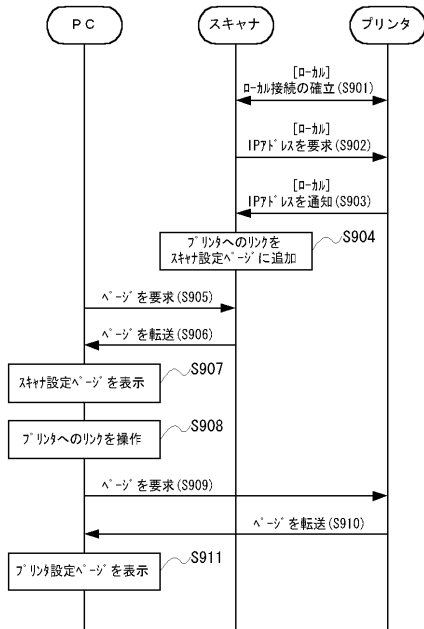 PC
スキャナ
プリンタ
[ローカル]
ローカル接続の確立(S901)
[ローカル]
IPアドレスを要求(S902)
[ローカル]
IPアドレスを通知(S903)
プリンタへのリンクを
スキャナ設定ページに追加
S904
ページを要求(S905)
ページを転送(S906)
スキャナ設定ページを表示
S907
プリンタへのリンクを操作
S908
ページを要求(S909)
ページを転送(S910)
プリンタ設定ページを表示
S911